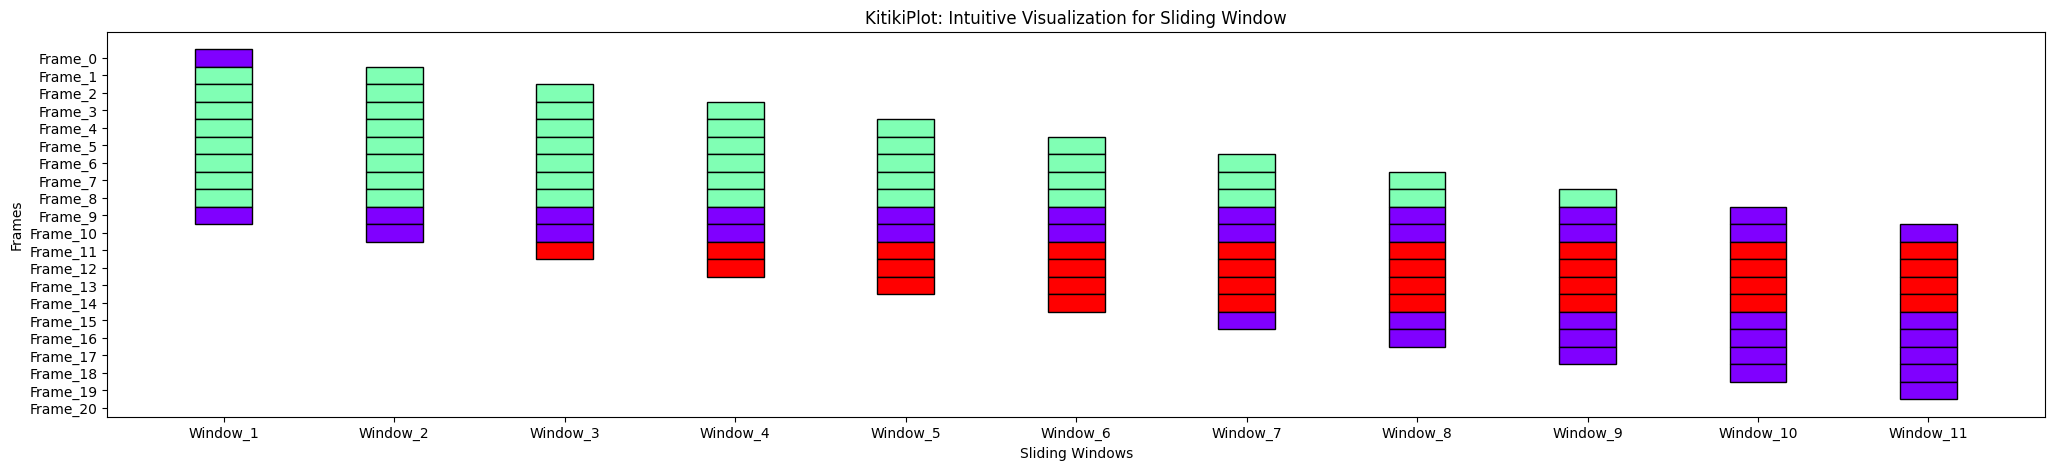 KitikiPlot: Intuitive Visualization for Sliding Window
Frames
Frame_0
Frame_1
Frame_2
Frame_3
Frame_4
Frame_5
Frame_6
Frame_7
Frame_8
Frame_9
Frame_10
Frame_11
Frame_12
Frame_13
Frame_14
Frame_15
Frame_16
Frame_17
Frame_18
Frame_19
Frame_20
Window_1 Window_2 Window_3 Window_4 Window_5 Window_6 Window_7 Window_8 Window_9 Window_10 Window_11
Sliding Windows